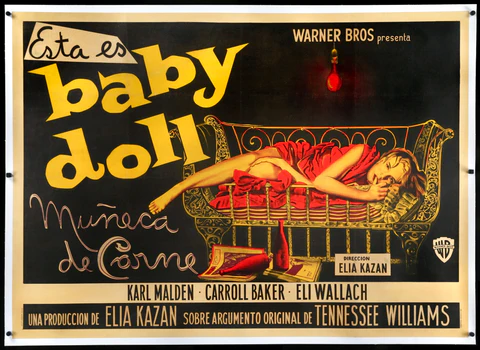 Esta es
baby
doll
WARNER BROS presenta
Muñeca
de Carne
DIRECCION
ELIA KAZAN
WB
KARL MALDEN · CARROLL BAKER · ELI WALLACH
UNA PRODUCCION DE ELIA KAZAN SOBRE ARGUMENTO ORIGINAL DE TENNESSEE WILLIAMS